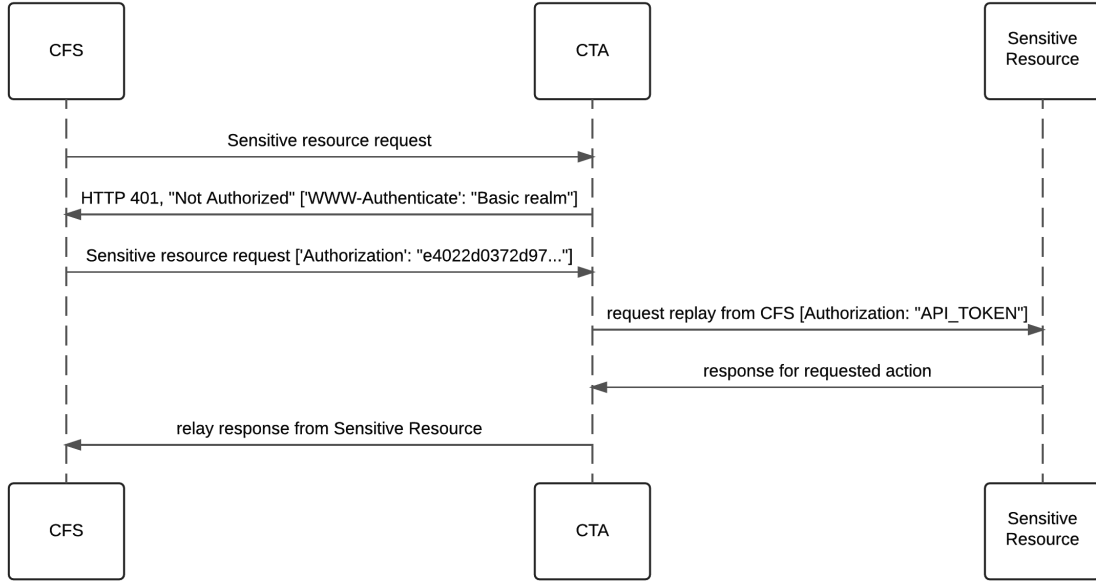 CFS
CTA
Sensitive
Resource
Sensitive resource request
HTTP 401, "Not Authorized" ['WWW-Authenticate': "Basic realm"]
Sensitive resource request ['Authorization': "e4022d0372d97..."]
request replay from CFS [Authorization: "API_TOKEN"]
response for requested action
relay response from Sensitive Resource
CFS
CTA
Sensitive
Resource